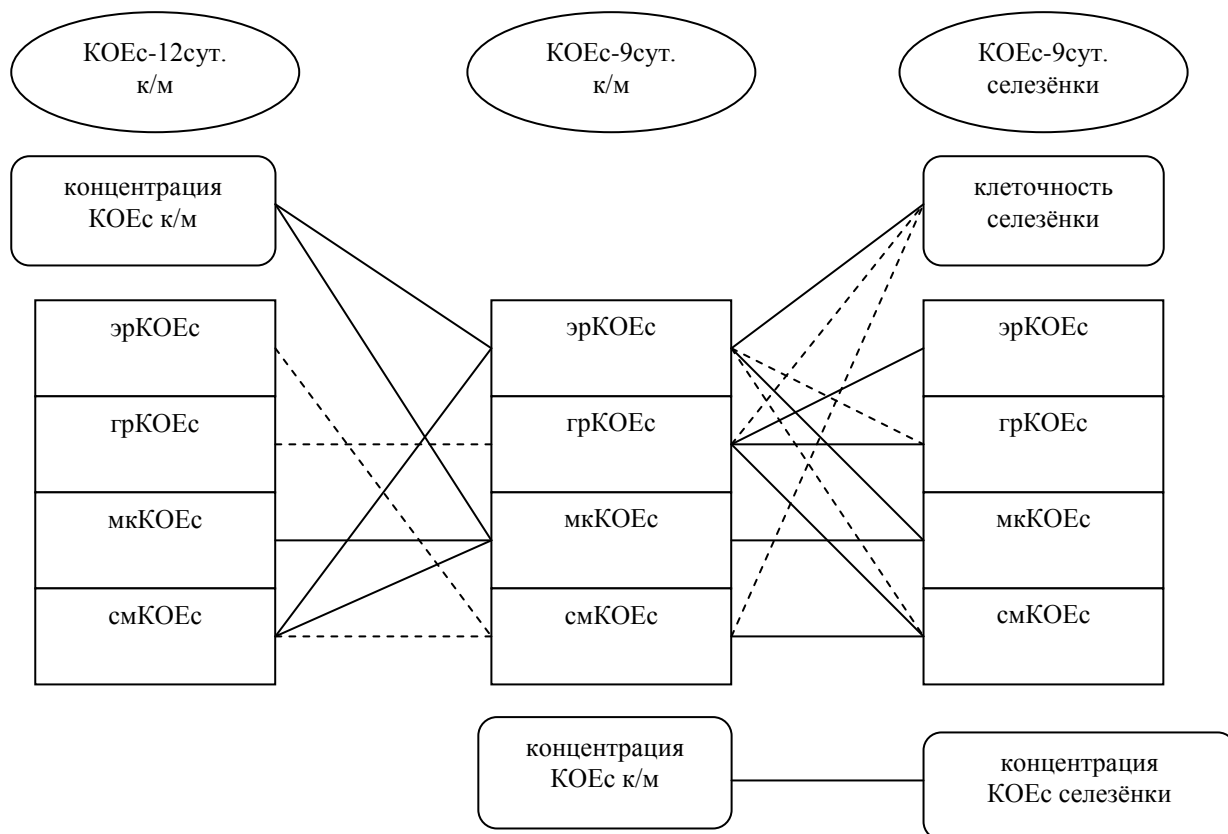 КОЕс-12сут.
к/м
КОЕс-9сут.
к/м
КОЕс-9сут.
селезёнки
концентрация
КОЕс к/м
клеточность
селезёнки
эрКОЕс
эрКОЕс
эрКОЕс
грКОЕс
грКОЕс
грКОЕс
мкКОЕс
мкКОЕс
мкКОЕс
смКОЕс
смКОЕс
смКОЕс
концентрация
КОЕс к/м
концентрация
КОЕс селезёнки